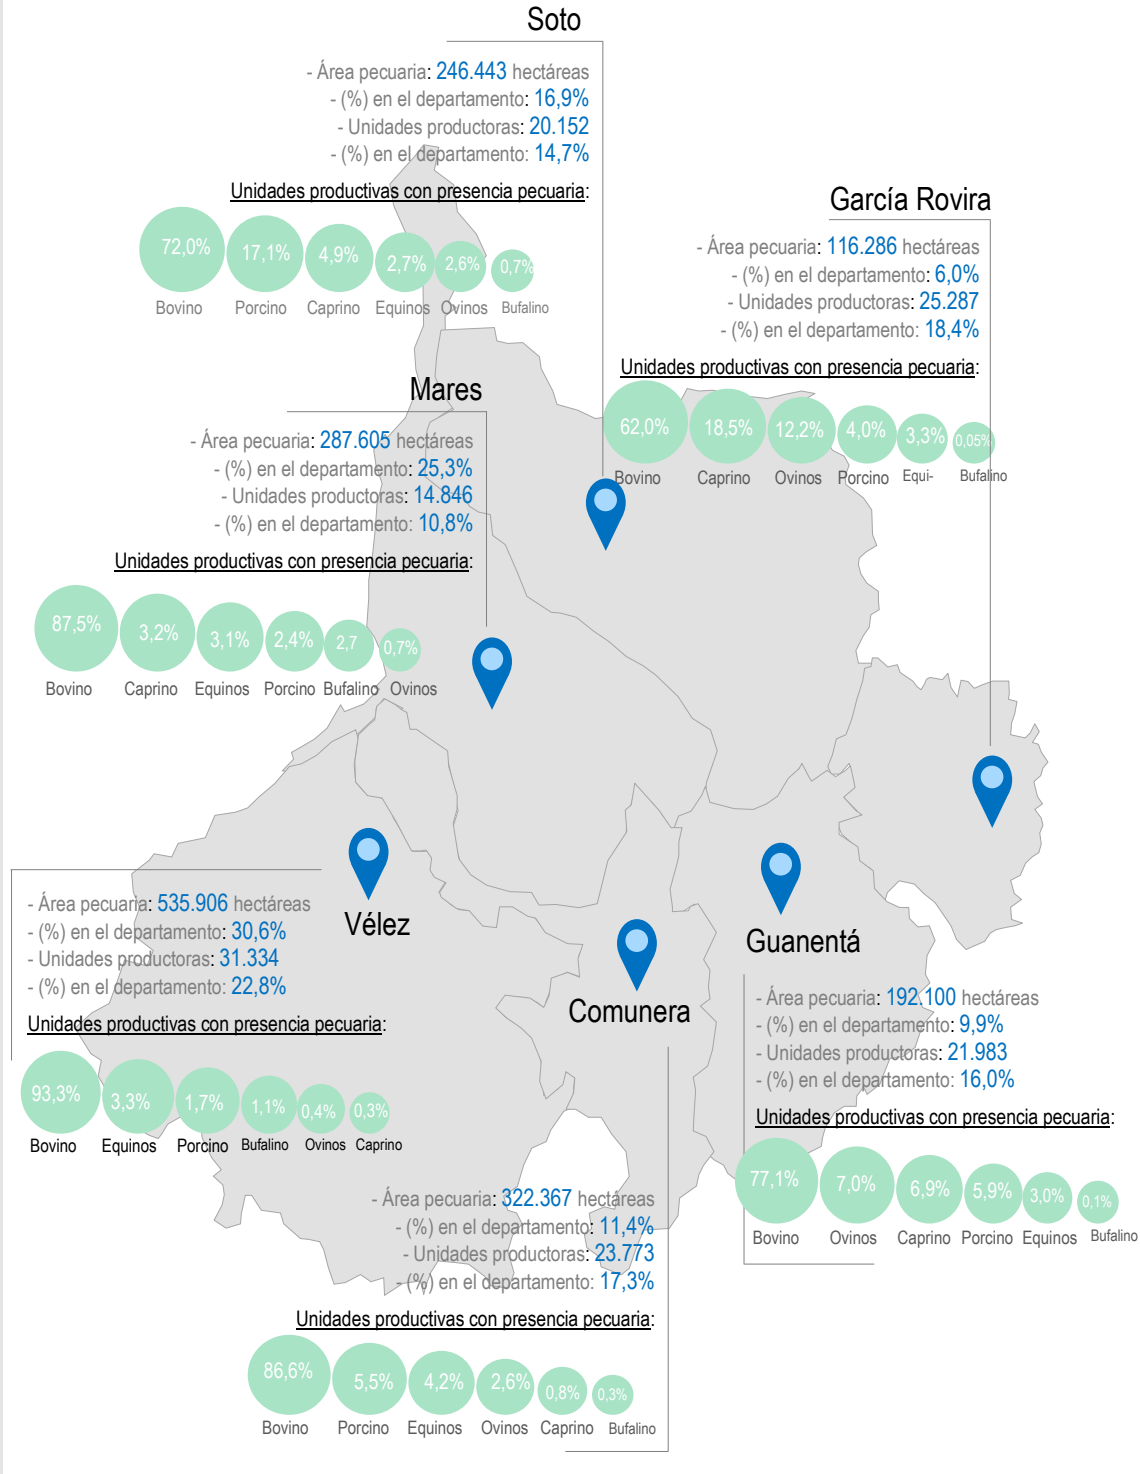 Soto
- Área pecuaria: 246.443 hectáreas
- (%) en el departamento: 16,9%
- Unidades productoras: 20.152
- (%) en el departamento: 14,7%
Unidades productivas con presencia pecuaria:
72,0% 17,1% 4,9% 2,7% 2,6% 0,7%
Bovino Porcino Caprino Equinos Ovinos Bufalino
García Rovira
- Área pecuaria: 116.286 hectáreas
- (%) en el departamento: 6,0%
- Unidades productoras: 25.287
- (%) en el departamento: 18,4%
Unidades productivas con presencia pecuaria:
62,0% 18,5% 12,2% 4,0% 3,3% 0,05%
Bovino Caprino Ovinos Porcino Equi- Bufalino
Mares
- Área pecuaria: 287.605 hectáreas
- (%) en el departamento: 25,3%
- Unidades productoras: 14.846
- (%) en el departamento: 10,8%
Unidades productivas con presencia pecuaria:
87,5% 3,2% 3,1% 2,4% 2,7 0,7%
Bovino Caprino Equinos Porcino Bufalino Ovinos
Vélez
- Área pecuaria: 535.906 hectáreas
- (%) en el departamento: 30,6%
- Unidades productoras: 31.334
- (%) en el departamento: 22,8%
Unidades productivas con presencia pecuaria:
93,3% 3,3% 1,7% 1,1% 0,4% 0,3%
Bovino Equinos Porcino Bufalino Ovinos Caprino
Guanentá
- Área pecuaria: 192.100 hectáreas
- (%) en el departamento: 9,9%
- Unidades productoras: 21.983
- (%) en el departamento: 16,0%
Unidades productivas con presencia pecuaria:
77,1% 7,0% 6,9% 5,9% 3,0% 0,1%
Bovino Ovinos Caprino Porcino Equinos Bufalino
Comunera
- Área pecuaria: 322.367 hectáreas
- (%) en el departamento: 11,4%
- Unidades productoras: 23.773
- (%) en el departamento: 17,3%
Unidades productivas con presencia pecuaria:
86,6% 5,5% 4,2% 2,6% 0,8% 0,3%
Bovino Porcino Equinos Ovinos Caprino Bufalino